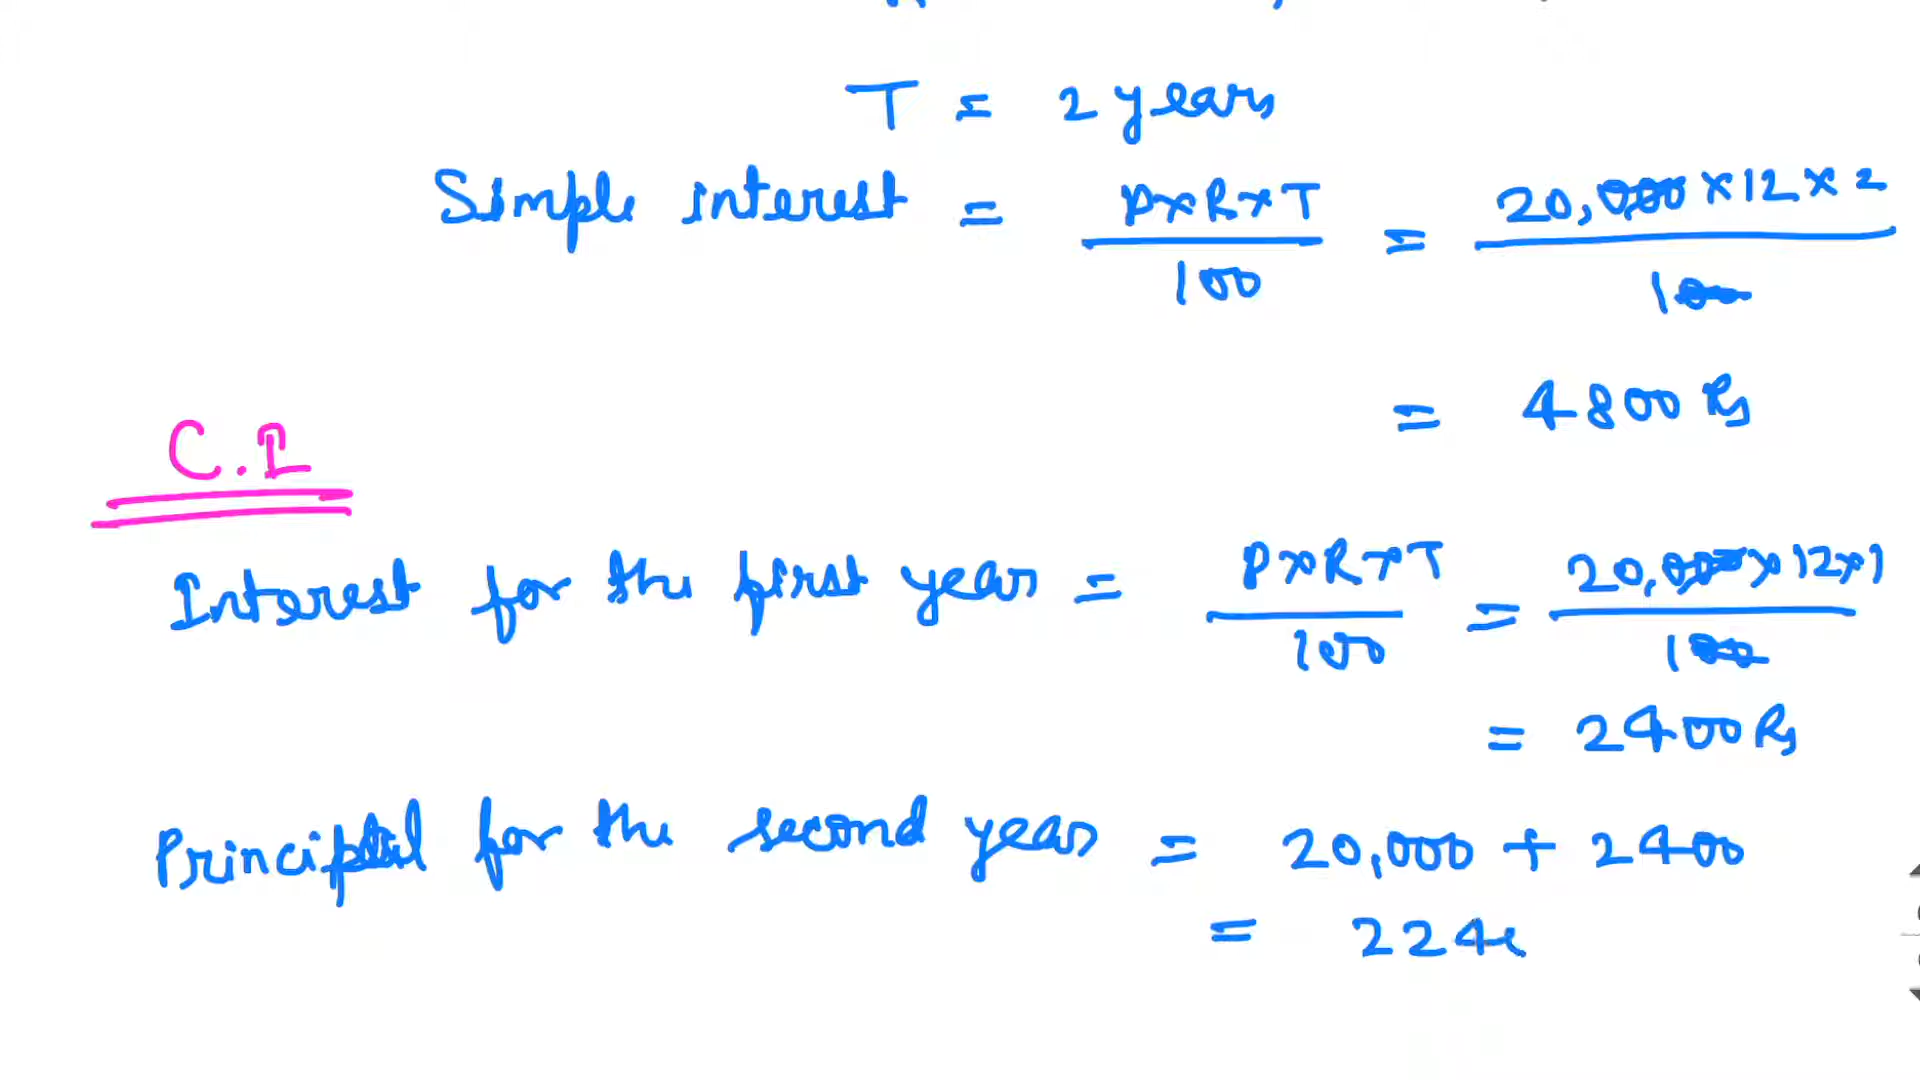 T = 2 years
Simple interest = P×R×T / 100 = 20,000×12×2 / 100
= 4800 Rs
C.I
Interest for the first year = P×R×T / 100 = 20,000×12×1 / 100
= 2400 Rs
Principal for the second year = 20,000 + 2400
= 224